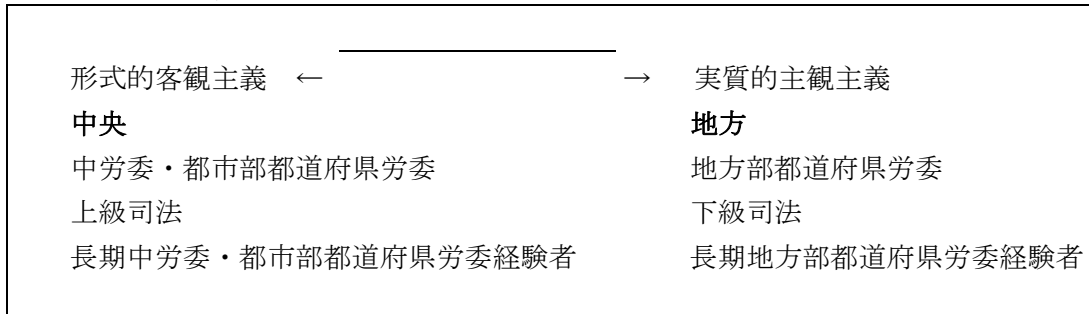 形式的客観主義 ← → 実質的主観主義
中央 地方
中労委・都市部都道府県労委 地方部都道府県労委
上級司法 下級司法
長期中労委・都市部都道府県労委経験者 長期地方部都道府県労委経験者